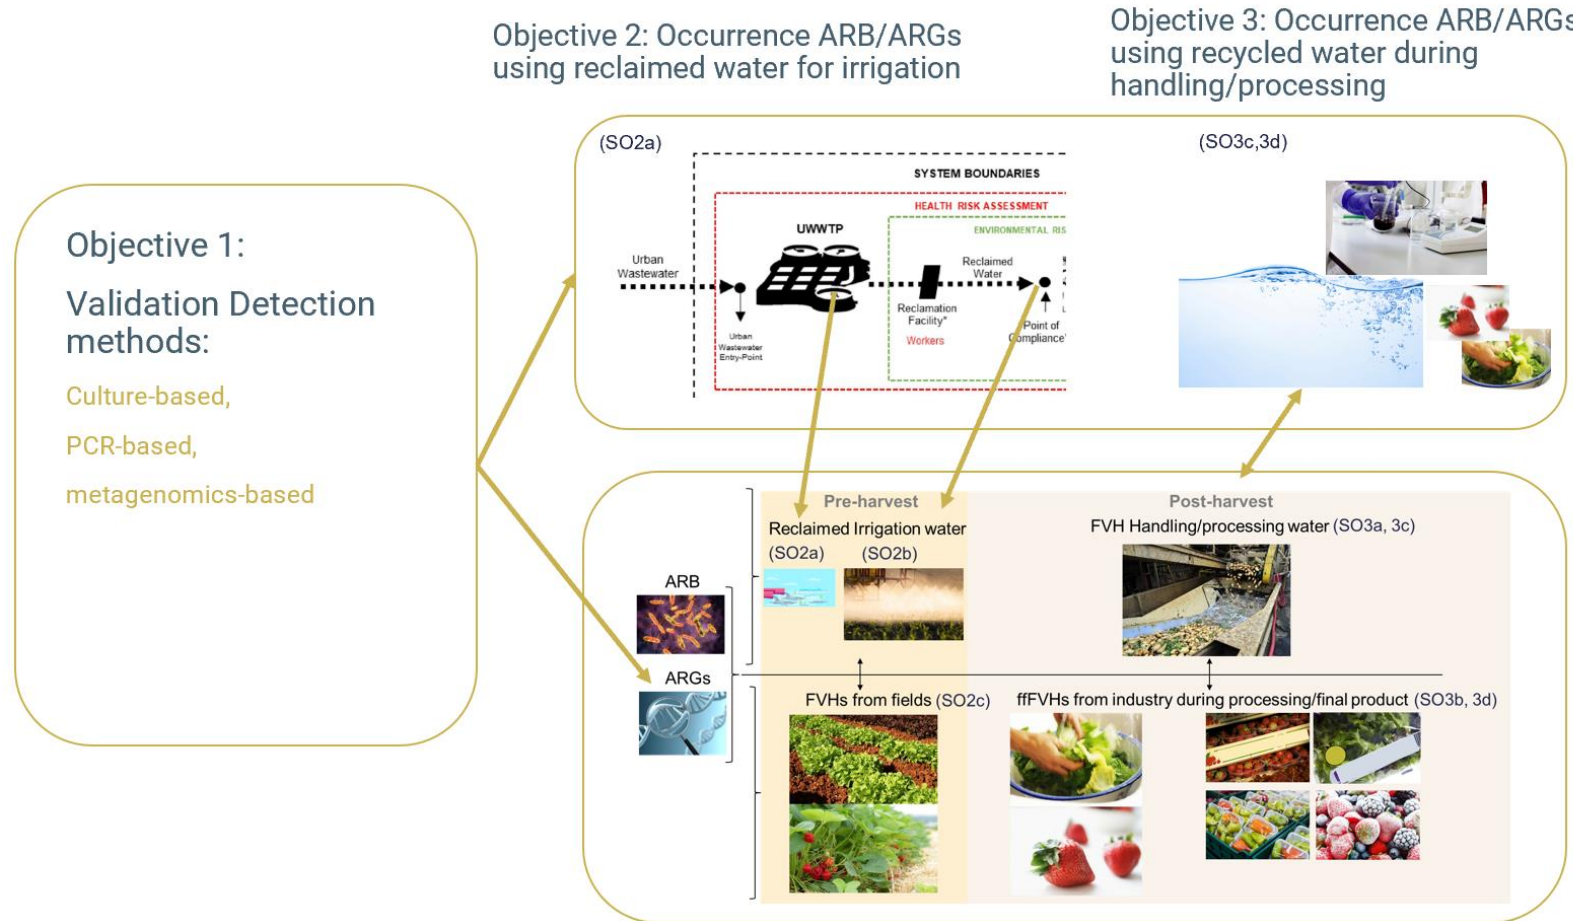 Objective 2: Occurrence ARB/ARGs
using reclaimed water for irrigation
Objective 3: Occurrence ARB/ARGs
using recycled water during
handling/processing
Objective 1:
Validation Detection
methods:
Culture-based,
PCR-based,
metagenomics-based
(SO2a)
SYSTEM BOUNDARIES
HEALTH RISK ASSESSMENT
ENVIRONMENTAL RIS
UWWTP
Urban
Wastewater
Reclaimed
Water
Urban
Wastewater
Entry-Point
Reclamation
Facility*
Workers
Point of
Compliance
(SO3c,3d)
Pre-harvest
Reclaimed Irrigation water
(SO2a)
(SO2b)
Post-harvest
FVH Handling/processing water (SO3a, 3c)
ARB
ARGs
FVHs from fields (SO2c)
ffFVHs from industry during processing/final product (SO3b, 3d)